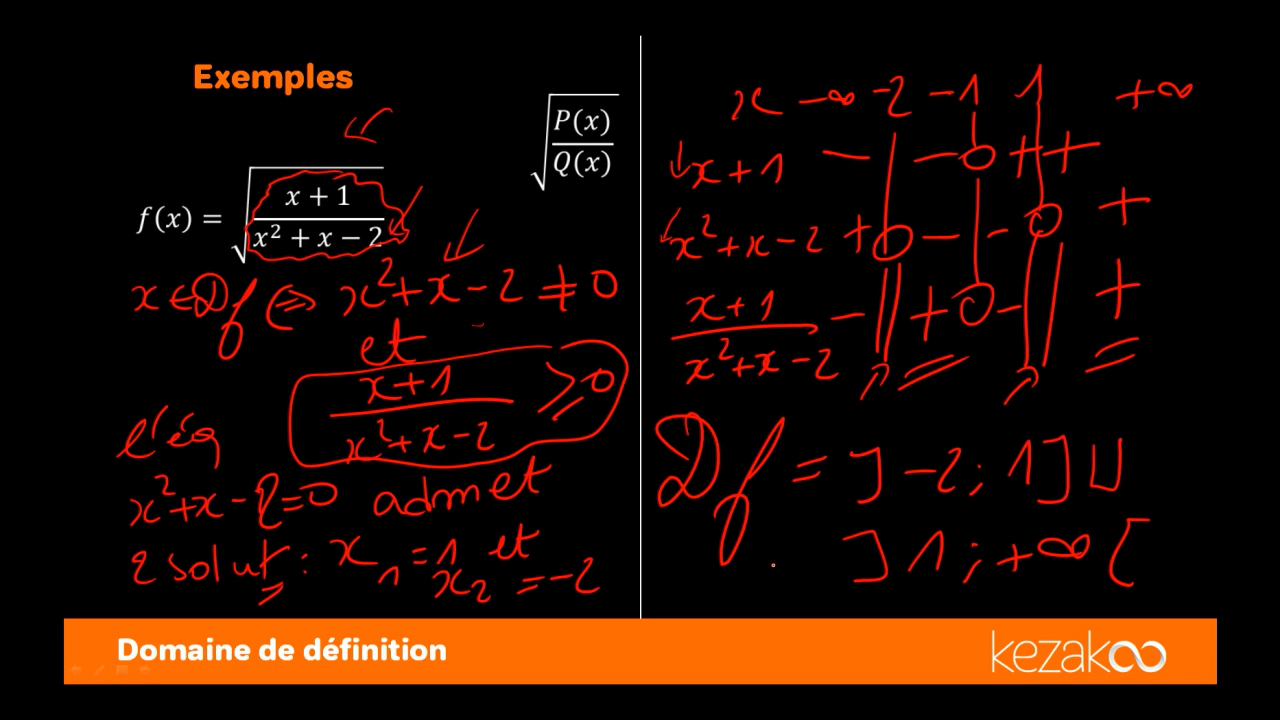 Exemples
f(x) = √((x + 1)/(x² + x − 2))
√(P(x)/Q(x))
x ∈ Df ⇔ x²+x−2 ≠ 0
et
(x+1)/(x²+x−2) ≥ 0
l'éq
x²+x−2=0 admet
2 solut : x₁ = 1 et
x₂ = −2
x −∞ −2 −1 1 +∞
x+1 − − 0 + +
x²+x−2 + 0 − − 0 +
(x+1)/(x²+x−2) − || + 0 − || +
Df = ]−2; 1] ∪
]1; +∞[
Domaine de définition
kezakoo